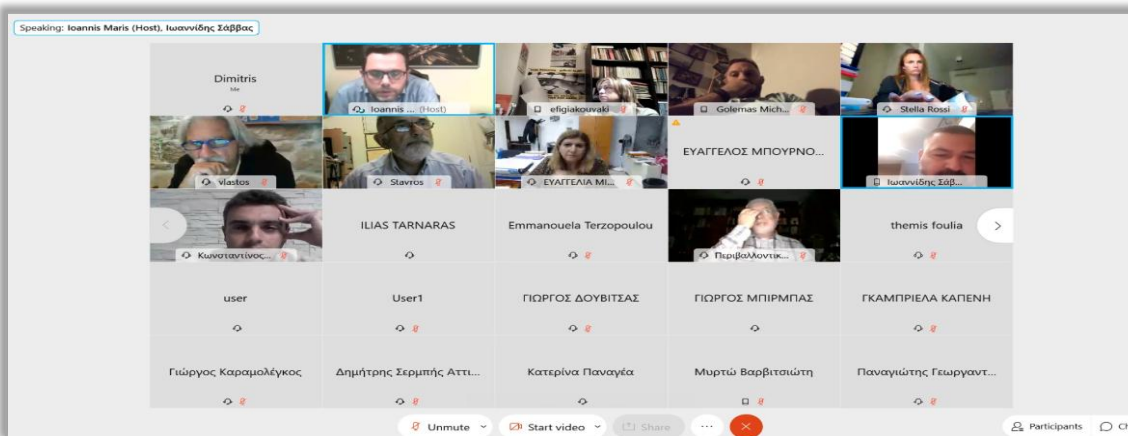 Speaking: Ioannis Maris (Host), Ιωαννίδης Σάββας
Dimitris
Me
Ioannis ... (Host)
efigiakouvaki
Golemas Mich...
Stella Rossi
vlastos
Stavros
ΕΥΑΓΓΕΛΙΑ ΜΙ...
ΕΥΑΓΓΕΛΟΣ ΜΠΟΥΡΝΟ...
Ιωαννίδης Σάβ...
Κωνσταντίνος...
ILIAS TARNARAS
Emmanouela Terzopoulou
Περιβαλλοντικ...
themis foulia
user
User1
ΓΙΩΡΓΟΣ ΔΟΥΒΙΤΣΑΣ
ΓΙΩΡΓΟΣ ΜΠΙΡΜΠΑΣ
ΓΚΑΜΠΡΙΕΛΑ ΚΑΠΕΝΗ
Γιώργος Καραμολέγκος
Δημήτρης Σερμπής Αττι...
Κατερίνα Παναγέα
Μυρτώ Βαρβιτσιώτη
Παναγιώτης Γεωργαντ...
Unmute
Start video
Share
Participants
Ch